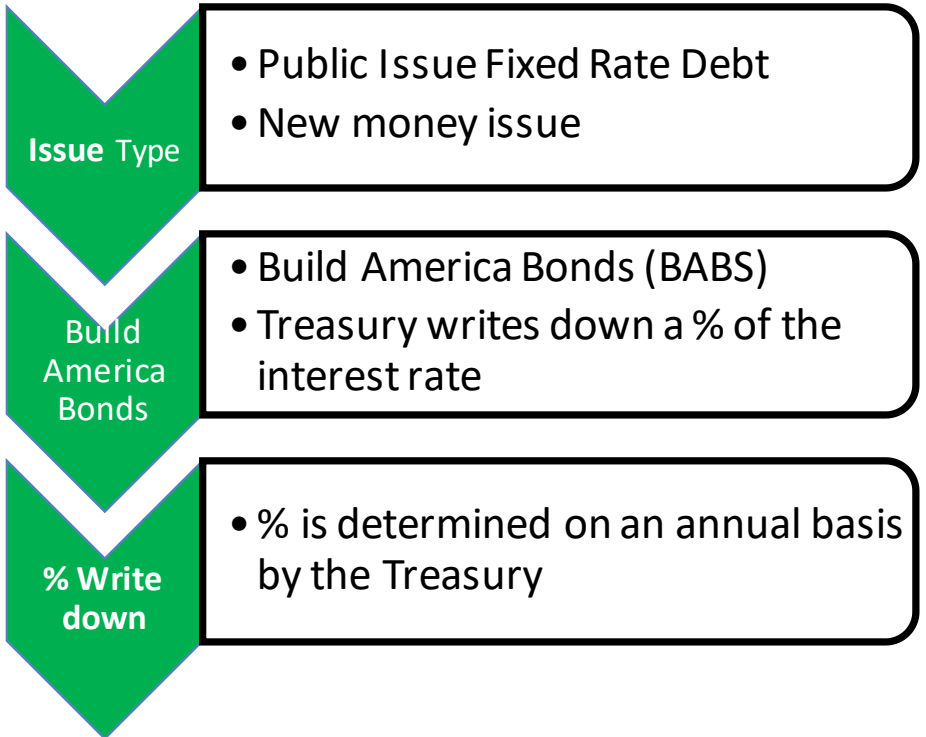 Issue Type
• Public Issue Fixed Rate Debt
• New money issue
Build
America
Bonds
• Build America Bonds (BABS)
• Treasury writes down a % of the
interest rate
% Write
down
• % is determined on an annual basis
by the Treasury